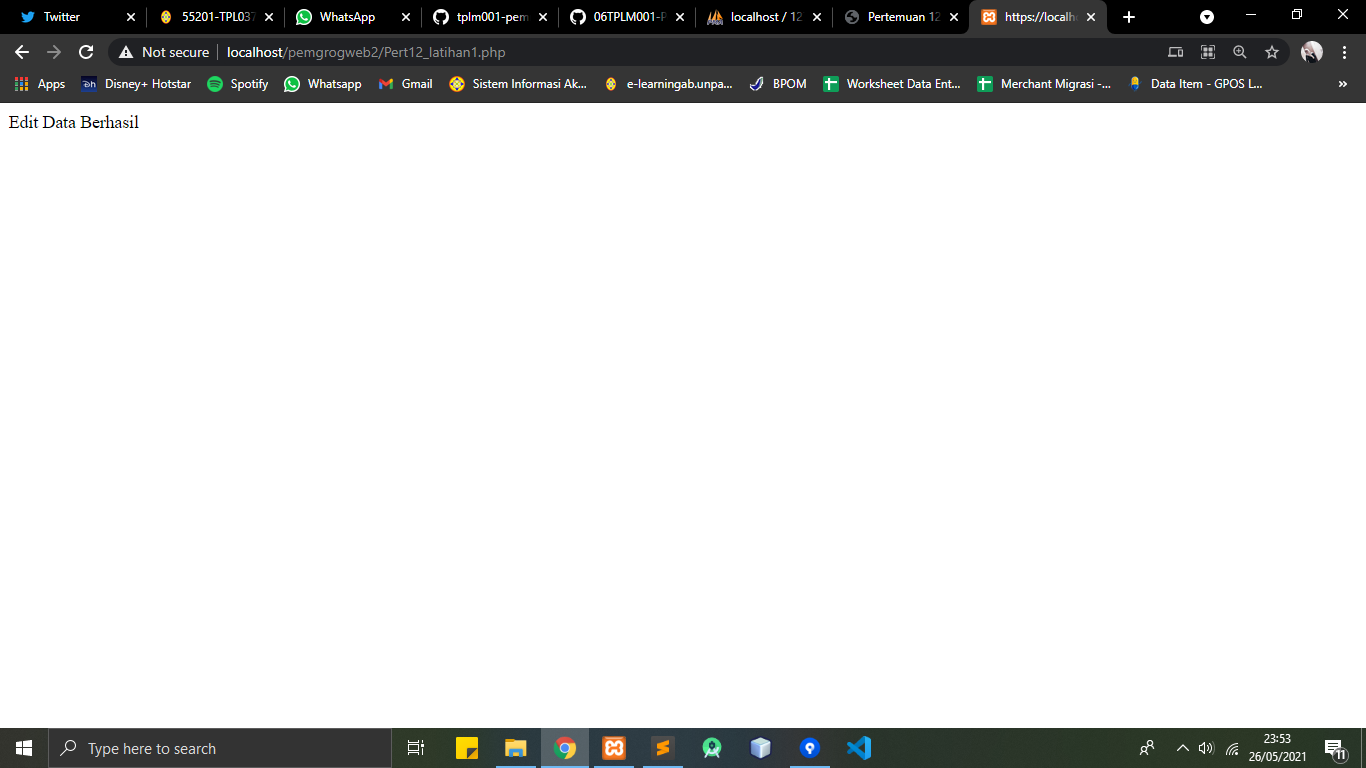 Twitter
55201-TPL037
WhatsApp
tplm001-pem
06TPLM001-P
localhost / 12
Pertemuan 12
https://localh
Not secure
localhost/pemgrogweb2/Pert12_latihan1.php
Apps
Disney+ Hotstar
Spotify
Whatsapp
Gmail
Sistem Informasi Ak...
e-learningab.unpa...
BPOM
Worksheet Data Ent...
Merchant Migrasi -...
Data Item - GPOS L...
»
Edit Data Berhasil
Type here to search
23:53
26/05/2021
11